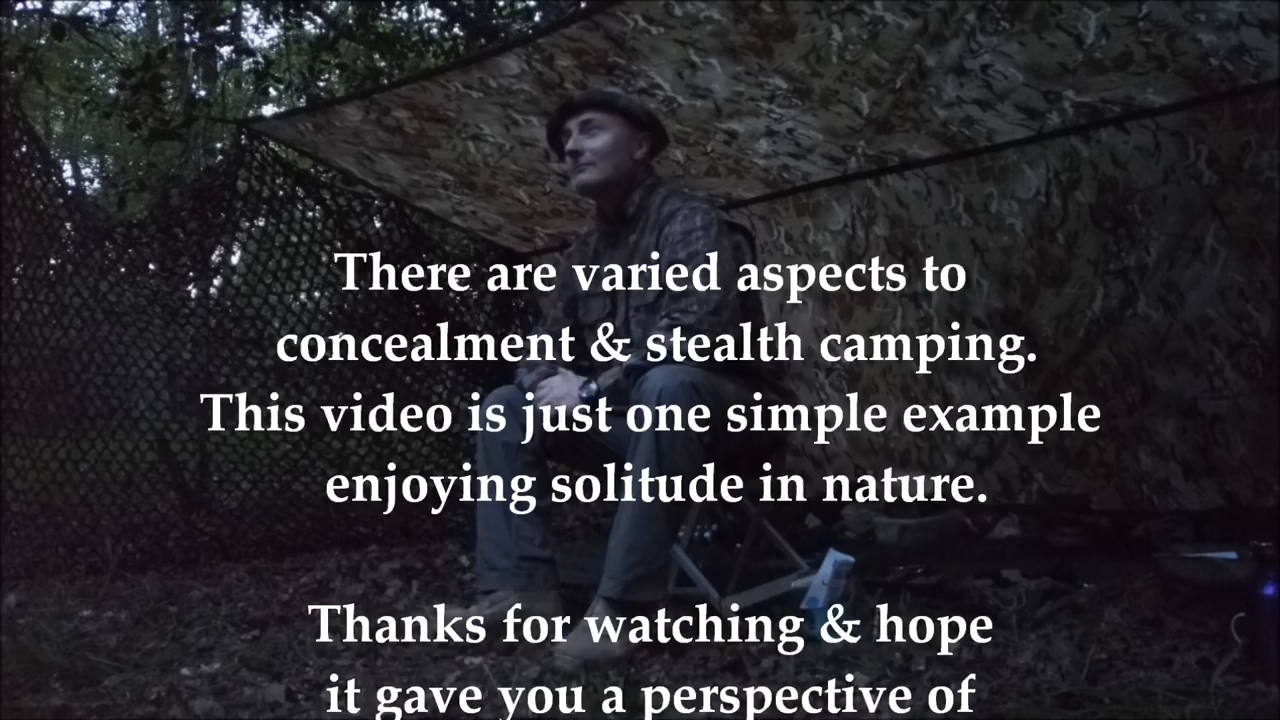 There are varied aspects to
concealment & stealth camping.
This video is just one simple example
enjoying solitude in nature.
Thanks for watching & hope
it gave you a perspective of